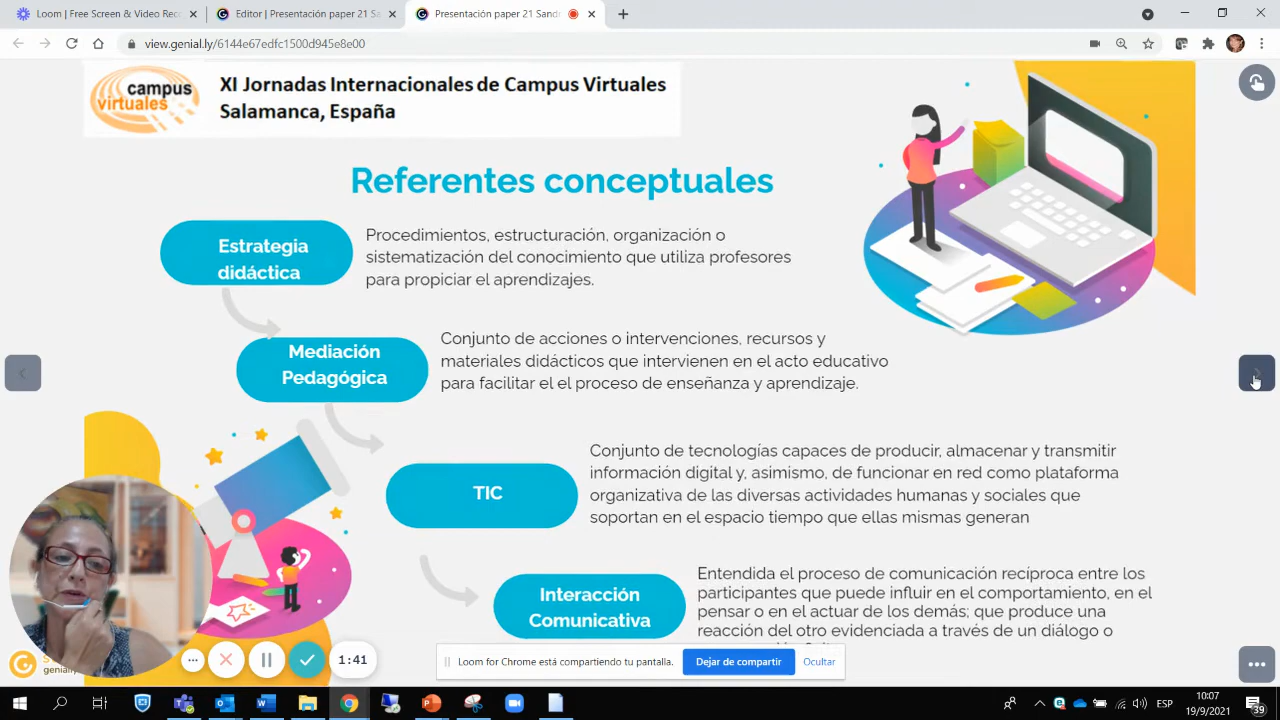 Loom | Free Screen & Video Rec
Editor | Presentación paper 21 Sa
Presentación paper 21 Sand
view.genial.ly/6144e67edfc1500d945e8e00
campus
virtuales
XI Jornadas Internacionales de Campus Virtuales
Salamanca, España
Referentes conceptuales
Estrategia
didáctica
Procedimientos, estructuración, organización o
sistematización del conocimiento que utiliza profesores
para propiciar el aprendizajes.
Mediación
Pedagógica
Conjunto de acciones o intervenciones, recursos y
materiales didácticos que intervienen en el acto educativo
para facilitar el el proceso de enseñanza y aprendizaje.
TIC
Conjunto de tecnologías capaces de producir, almacenar y transmitir
información digital y, asimismo, de funcionar en red como plataforma
organizativa de las diversas actividades humanas y sociales que
soportan en el espacio tiempo que ellas mismas generan
Interacción
Comunicativa
Entendida el proceso de comunicación recíproca entre los
participantes que puede influir en el comportamiento, en el
pensar o en el actuar de los demás; que produce una
reacción del otro evidenciada a través de un diálogo o
1:41
Loom for Chrome está compartiendo tu pantalla.
Dejar de compartir
Ocultar
ESP
10:07
19/9/2021
39